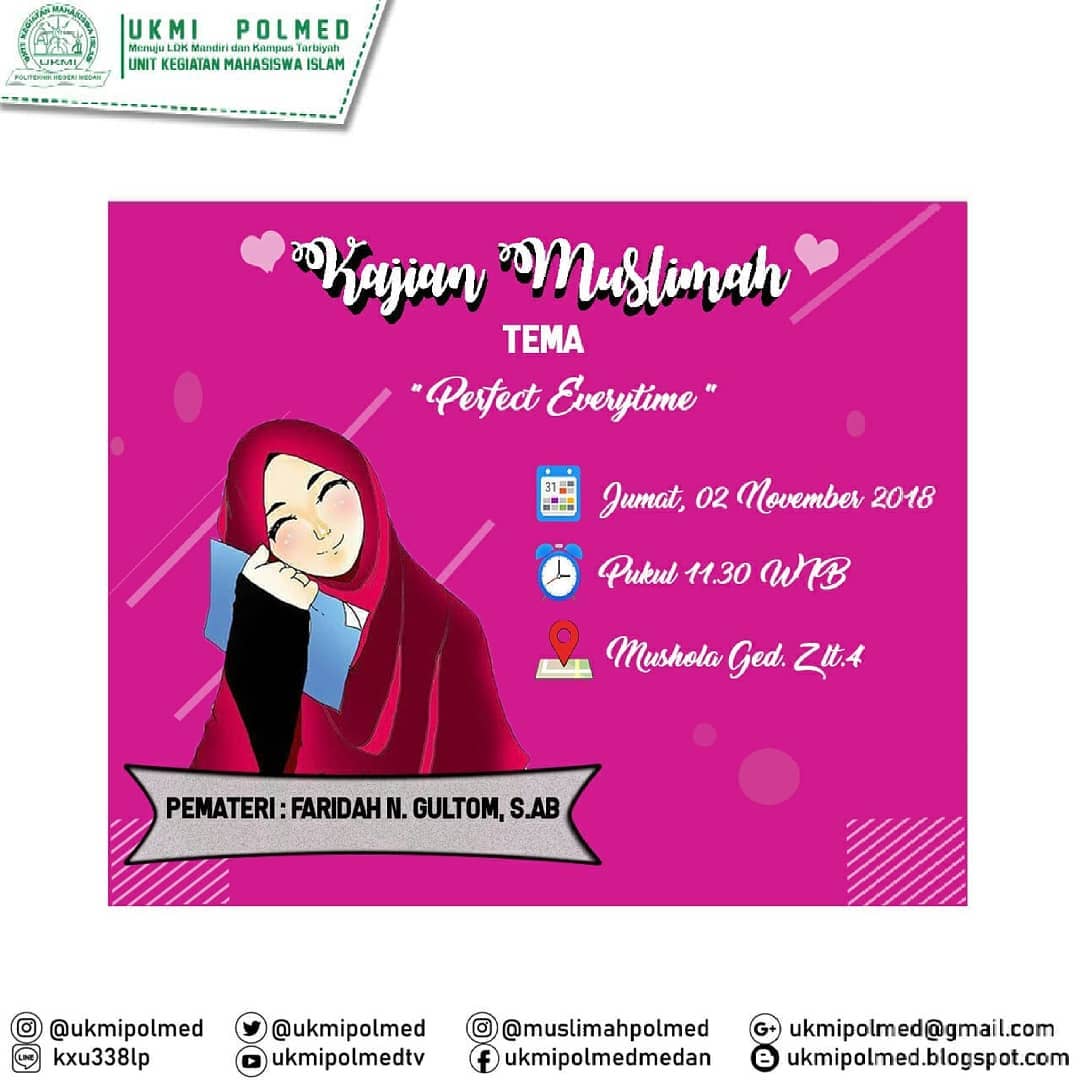 UNIT KEGIATAN MAHASISWA ISLAM
UKMI
POLITEKNIK NEGERI MEDAN
UKMI POLMED
Menuju LDK Mandiri dan Kampus Tarbiyah
UNIT KEGIATAN MAHASISWA ISLAM
Kajian Muslimah
TEMA
" Perfect Everytime "
31
Jumat, 02 November 2018
Pukul 11.30 WIB
Mushola Ged. Z lt.4
PEMATERI : FARIDAH N. GULTOM, S.AB
@ukmipolmed
@ukmipolmed
@muslimahpolmed
G+ ukmipolmed@gmail.com
LINE kxu338lp
ukmipolmedtv
ukmipolmedmedan
ukmipolmed.blogspot.com